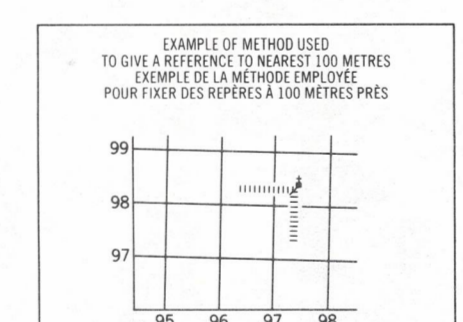 EXAMPLE OF METHOD USED
TO GIVE A REFERENCE TO NEAREST 100 METRES
EXEMPLE DE LA MÉTHODE EMPLOYÉE
POUR FIXER DES REPÈRES À 100 MÈTRES PRÈS
99
98
97
95 96 97 98